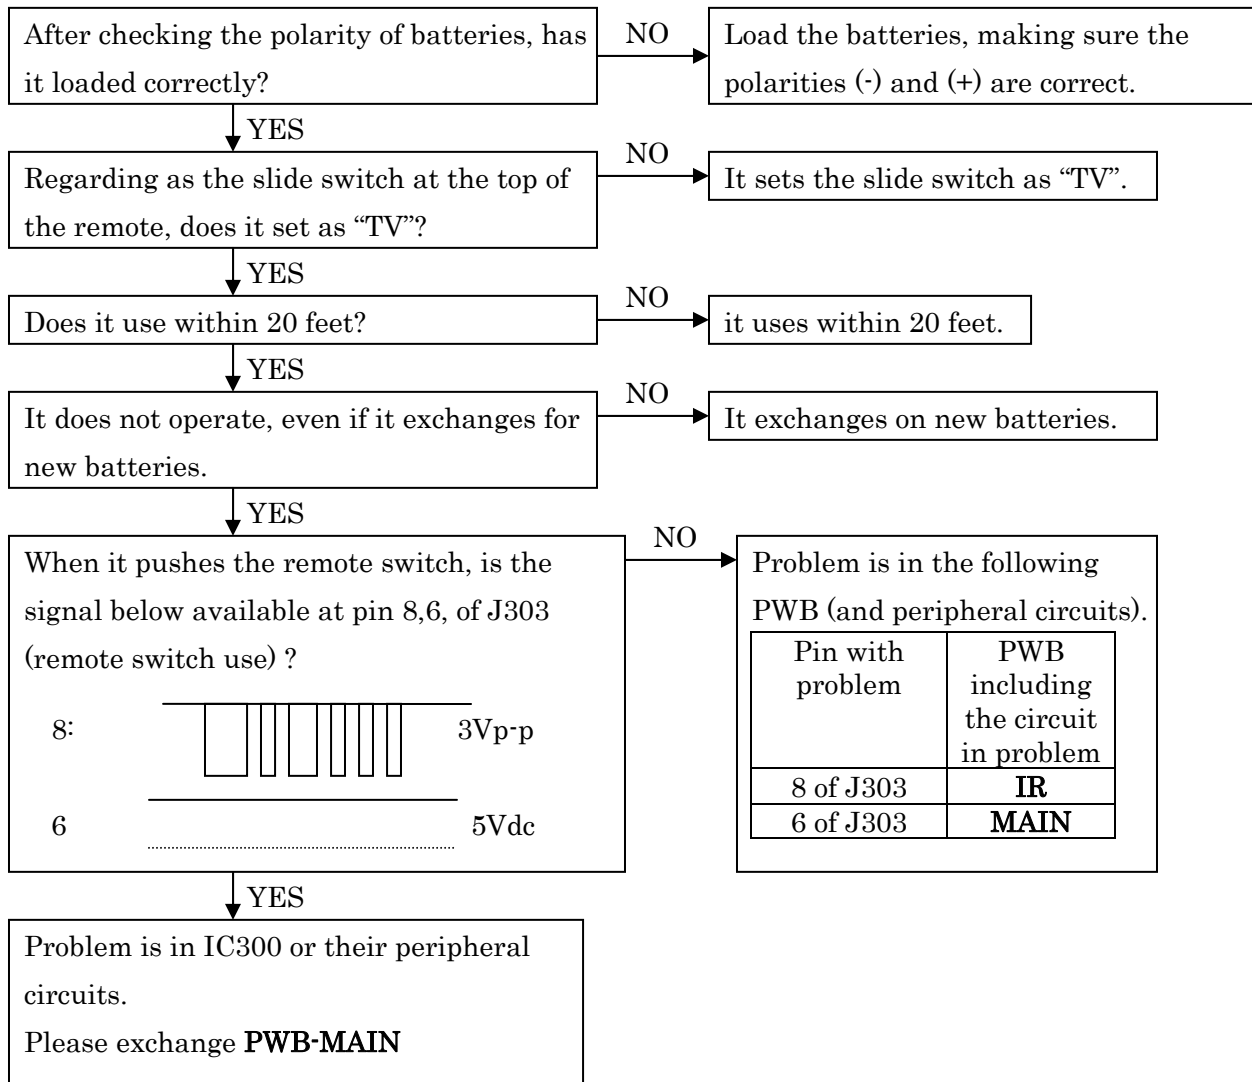 After checking the polarity of batteries, has
it loaded correctly?
NO
Load the batteries, making sure the
polarities (-) and (+) are correct.
YES
Regarding as the slide switch at the top of
the remote, does it set as “TV”?
NO
It sets the slide switch as “TV”.
YES
Does it use within 20 feet?
NO
it uses within 20 feet.
YES
It does not operate, even if it exchanges for
new batteries.
NO
It exchanges on new batteries.
YES
When it pushes the remote switch, is the
signal below available at pin 8,6, of J303
(remote switch use) ?
8:
3Vp-p
6
5Vdc
NO
Problem is in the following
PWB (and peripheral circuits).
Pin with
problem
PWB
including
the circuit
in problem
8 of J303
IR
6 of J303
MAIN
YES
Problem is in IC300 or their peripheral
circuits.
Please exchange PWB-MAIN